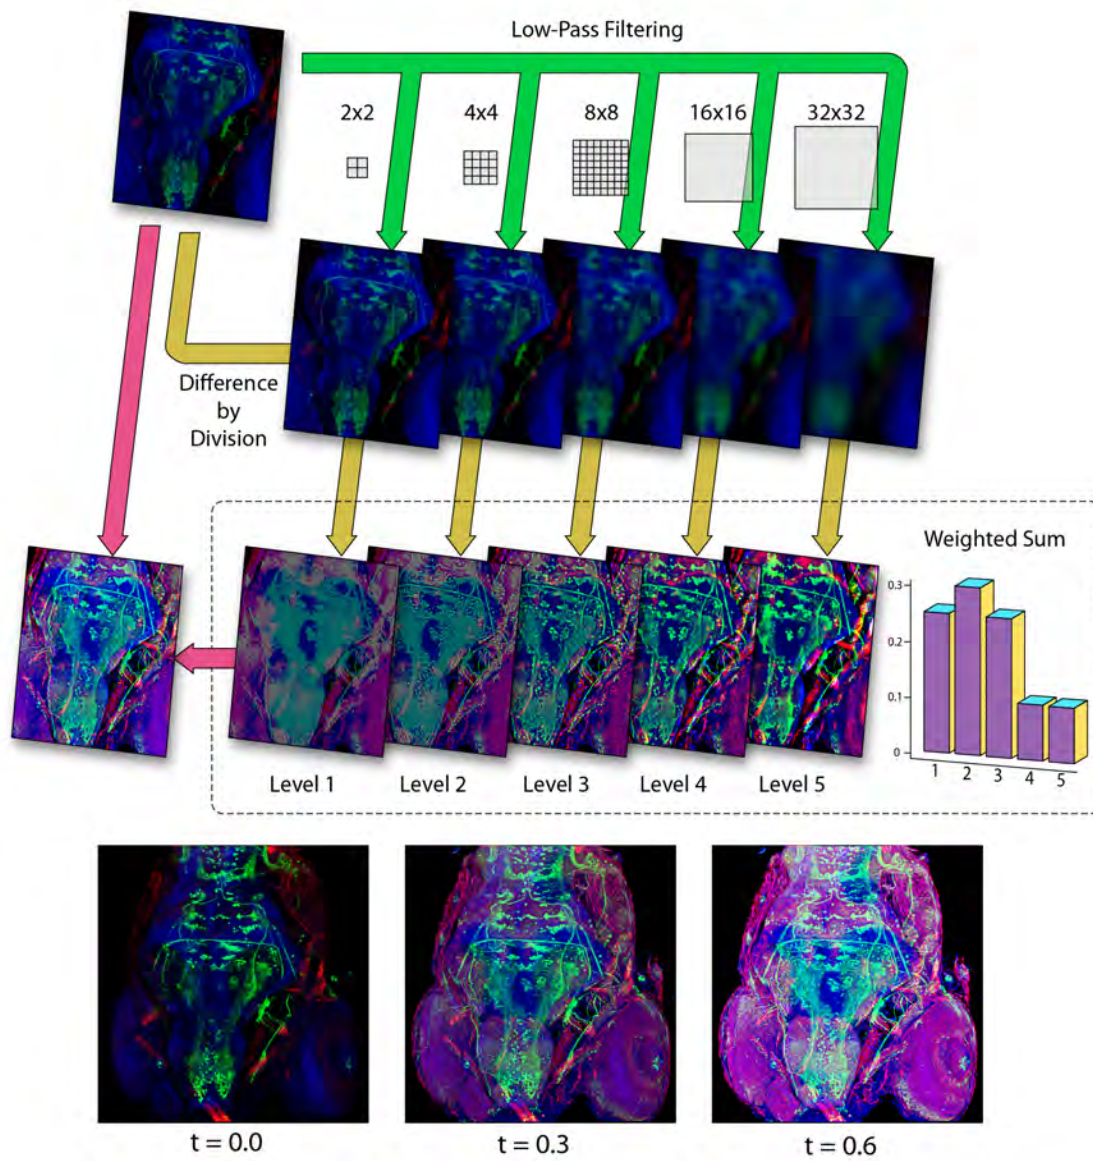 Low-Pass Filtering
2x2
4x4
8x8
16x16
32x32
Difference
by
Division
Weighted Sum
0.3
0.2
0.1
0
1
2
3
4
5
Level 1
Level 2
Level 3
Level 4
Level 5
t = 0.0
t = 0.3
t = 0.6